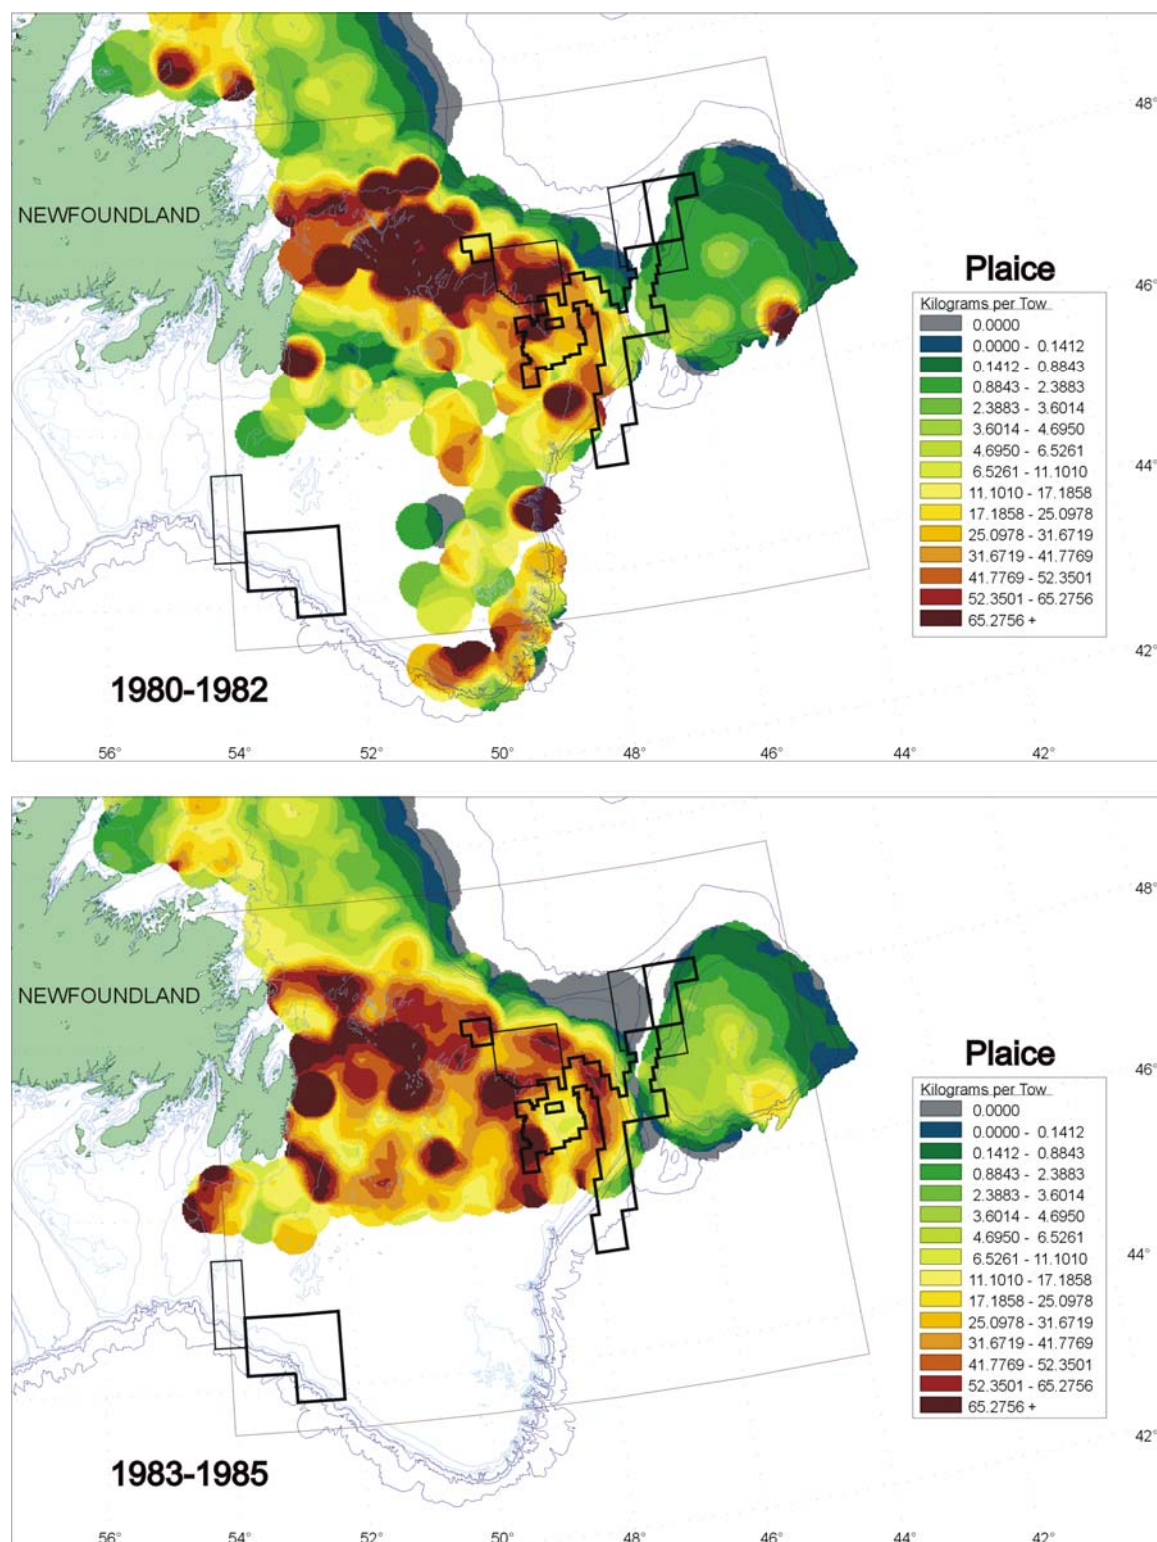 48°
NEWFOUNDLAND
Plaice
46°
Kilograms per Tow
0.0000
0.0000 - 0.1412
0.1412 - 0.8843
0.8843 - 2.3883
2.3883 - 3.6014
3.6014 - 4.6950
4.6950 - 6.5261
6.5261 - 11.1010
11.1010 - 17.1858
17.1858 - 25.0978
25.0978 - 31.6719
31.6719 - 41.7769
41.7769 - 52.3501
52.3501 - 65.2756
65.2756 +
44°
42°
1980-1982
56° 54° 52° 50° 48° 46° 44° 42°
48°
NEWFOUNDLAND
Plaice
46°
Kilograms per Tow
0.0000
0.0000 - 0.1412
0.1412 - 0.8843
0.8843 - 2.3883
2.3883 - 3.6014
3.6014 - 4.6950
4.6950 - 6.5261
6.5261 - 11.1010
11.1010 - 17.1858
17.1858 - 25.0978
25.0978 - 31.6719
31.6719 - 41.7769
41.7769 - 52.3501
52.3501 - 65.2756
65.2756 +
44°
42°
1983-1985
56° 54° 52° 50° 48° 46° 44° 42°